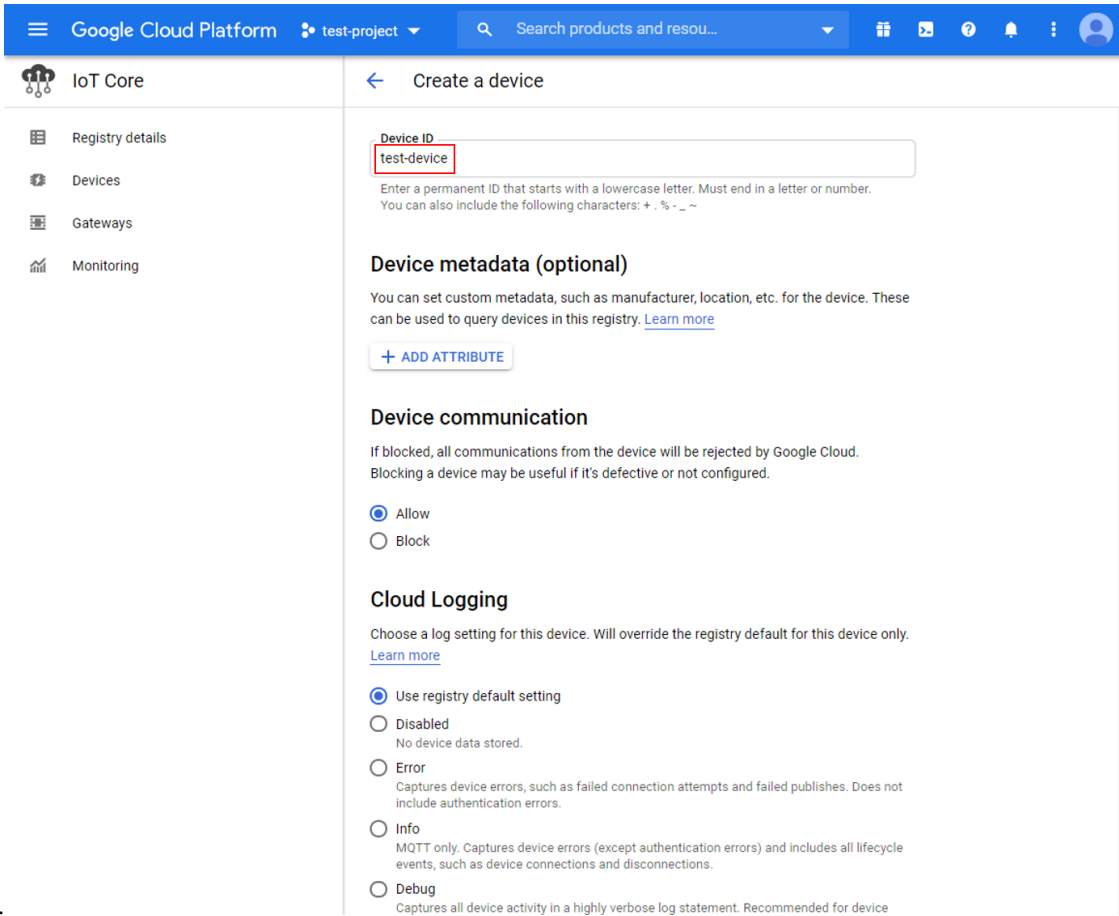 Google Cloud Platform
test-project
Search products and resou...
IoT Core
Create a device
Registry details
Devices
Gateways
Monitoring
Device ID
test-device
Enter a permanent ID that starts with a lowercase letter. Must end in a letter or number.
You can also include the following characters: + . % - _ ~
Device metadata (optional)
You can set custom metadata, such as manufacturer, location, etc. for the device. These
can be used to query devices in this registry. Learn more
+ ADD ATTRIBUTE
Device communication
If blocked, all communications from the device will be rejected by Google Cloud.
Blocking a device may be useful if it's defective or not configured.
Allow
Block
Cloud Logging
Choose a log setting for this device. Will override the registry default for this device only.
Learn more
Use registry default setting
Disabled
No device data stored.
Error
Captures device errors, such as failed connection attempts and failed publishes. Does not
include authentication errors.
Info
MQTT only. Captures device errors (except authentication errors) and includes all lifecycle
events, such as device connections and disconnections.
Debug
Captures all device activity in a highly verbose log statement. Recommended for device